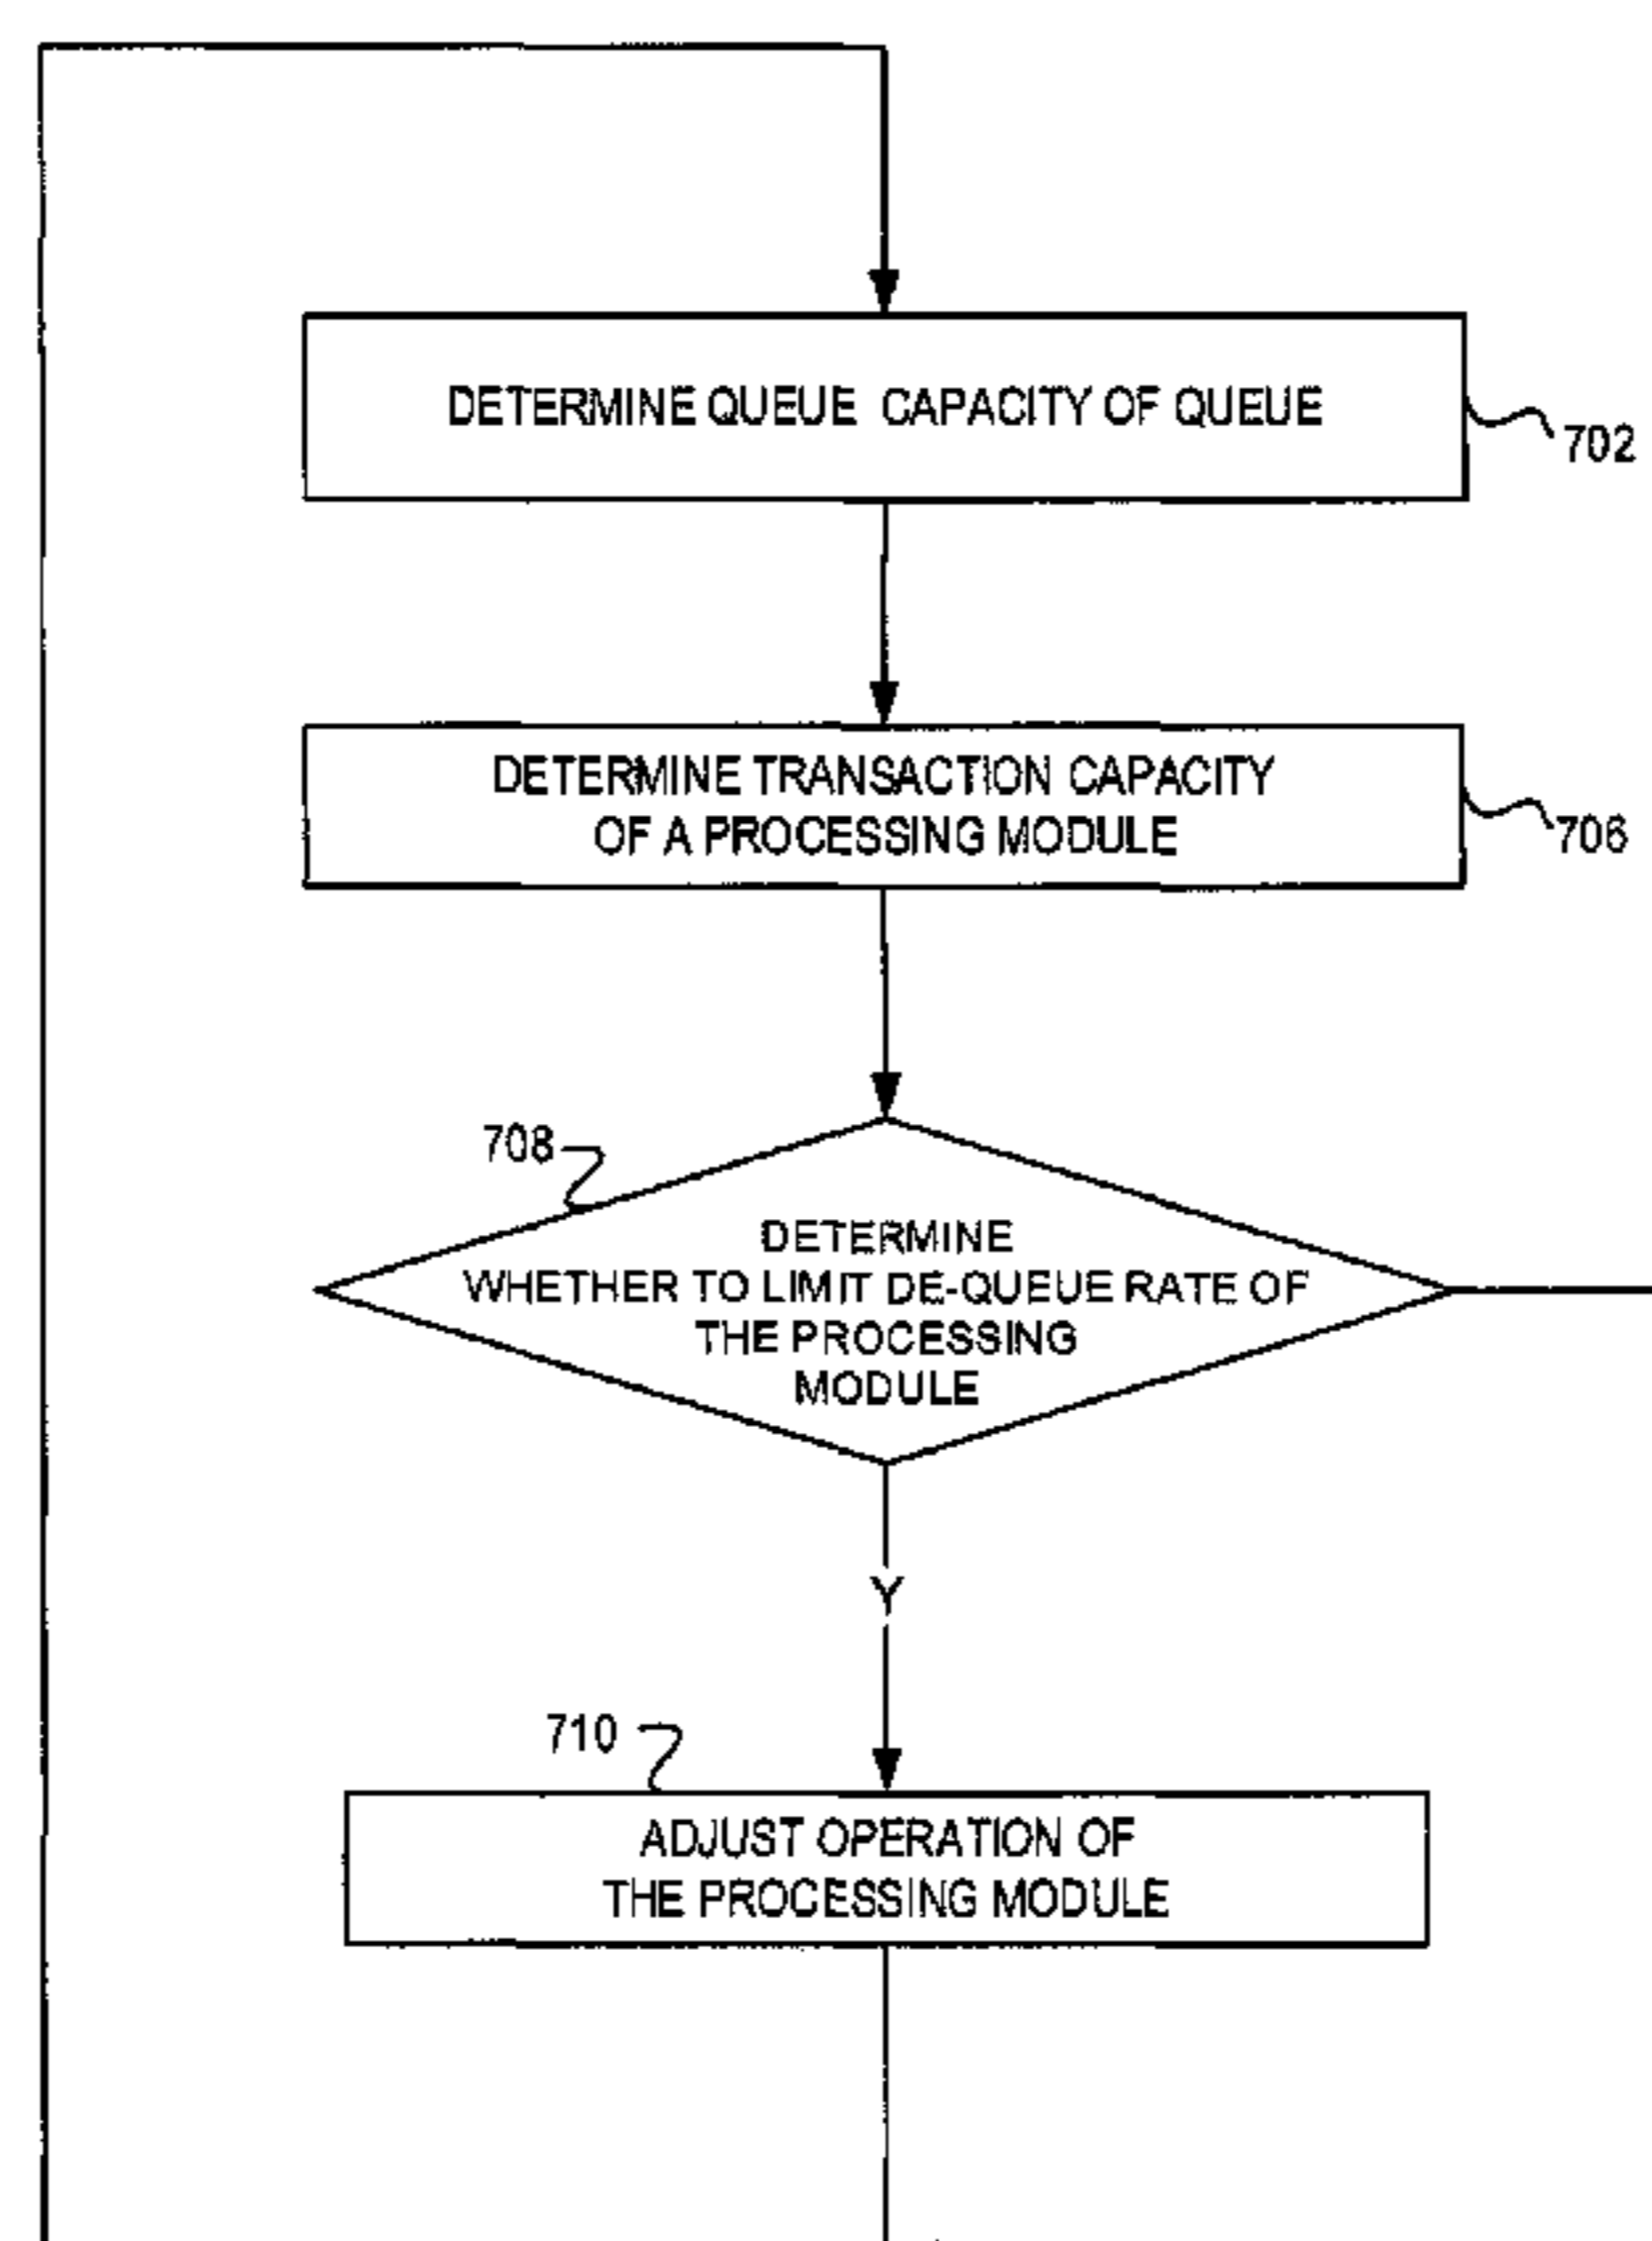 DETERMINE QUEUE CAPACITY OF QUEUE
702
DETERMINE TRANSACTION CAPACITY
OF A PROCESSING MODULE
706
708
DETERMINE
WHETHER TO LIMIT DE-QUEUE RATE OF
THE PROCESSING
MODULE
Y
710
ADJUST OPERATION OF
THE PROCESSING MODULE